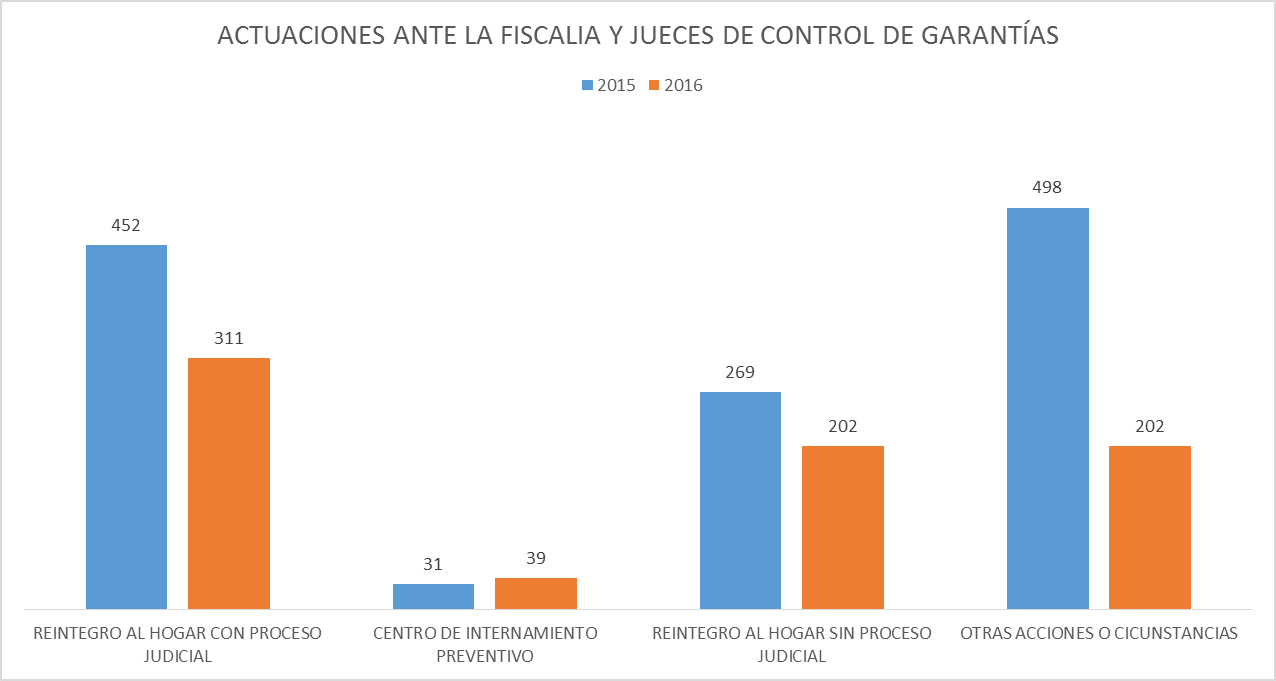 ACTUACIONES ANTE LA FISCALIA Y JUECES DE CONTROL DE GARANTÍAS
2015 2016
452
311
31
39
269
202
498
202
REINTEGRO AL HOGAR CON PROCESO
JUDICIAL
CENTRO DE INTERNAMIENTO
PREVENTIVO
REINTEGRO AL HOGAR SIN PROCESO
JUDICIAL
OTRAS ACCIONES O CICUNSTANCIAS